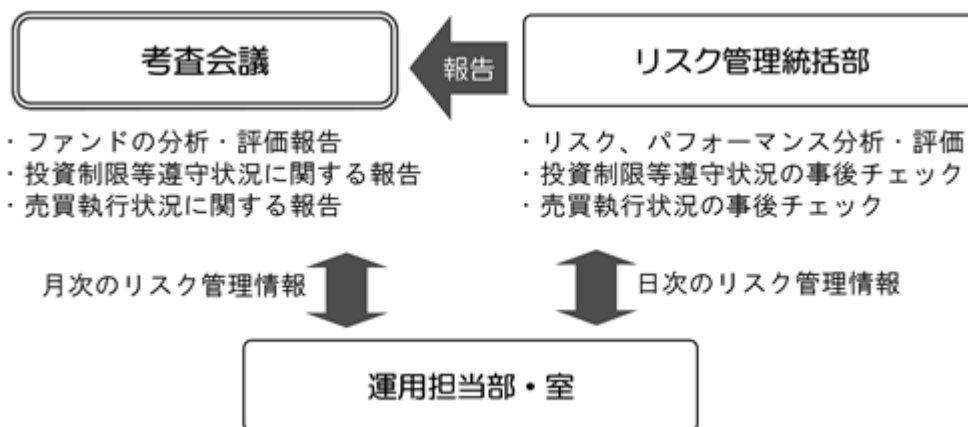 考査会議
報告
リスク管理統括部
・ファンドの分析・評価報告
・投資制限等遵守状況に関する報告
・売買執行状況に関する報告
・リスク、パフォーマンス分析・評価
・投資制限等遵守状況の事後チェック
・売買執行状況の事後チェック
月次のリスク管理情報
日次のリスク管理情報
運用担当部・室